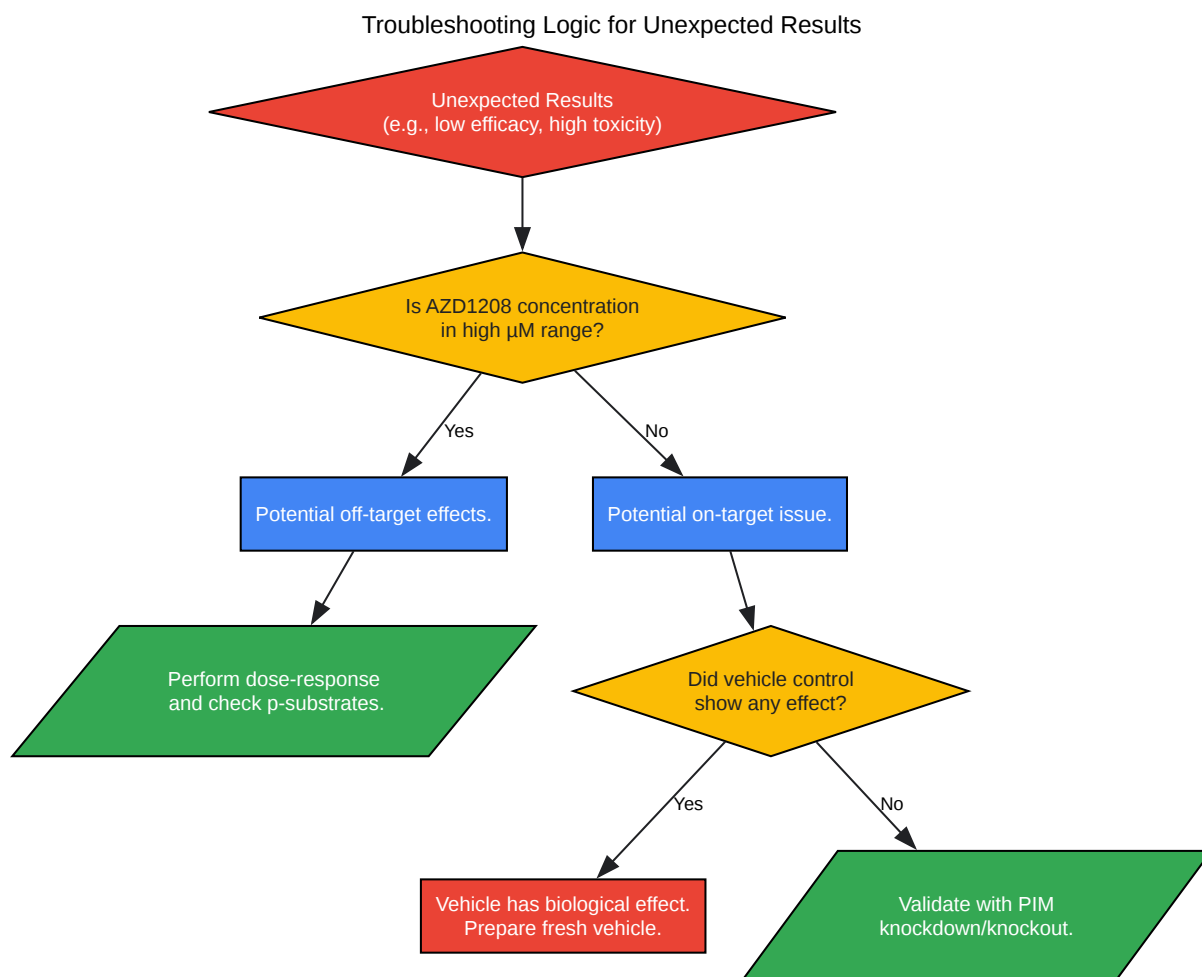 Troubleshooting Logic for Unexpected Results
Unexpected Results
(e.g., low efficacy, high toxicity)
Is AZD1208 concentration
in high µM range?
Yes
No
Potential off-target effects.
Potential on-target issue.
Perform dose-response
and check p-substrates.
Did vehicle control
show any effect?
Yes
No
Vehicle has biological effect.
Prepare fresh vehicle.
Validate with PIM
knockdown/knockout.